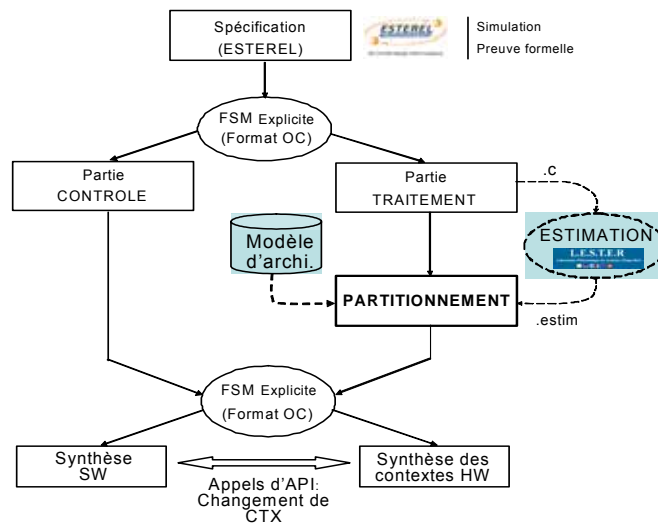 Spécification
(ESTEREL)
ESTEREL
Simulation
Preuve formelle
FSM Explicite
(Format OC)
Partie
CONTROLE
Partie
TRAITEMENT
.c
ESTIMATION
L.E.S.T.E.R
Modèle
d'archi.
PARTITIONNEMENT
.estim
FSM Explicite
(Format OC)
Synthèse
SW
Synthèse des
contextes HW
Appels d'API:
Changement de
CTX